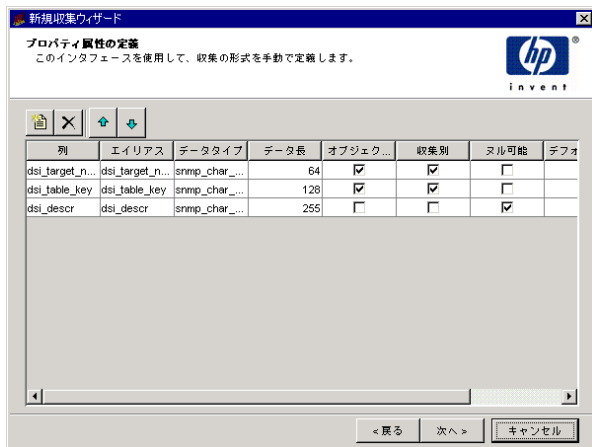 新規収集ウィザード
プロパティ属性の定義
このインタフェースを使用して、収集の形式を手動で定義します。
hp
®
invent
列 エイリアス データタイプ データ長 オブジェク... 収集別 ヌル可能 デフォ
dsi_target_n... dsi_target_n... snmp_char_... 64
dsi_table_key dsi_table_key snmp_char_... 128
dsi_descr dsi_descr snmp_char_... 255
«戻る 次へ» キャンセル